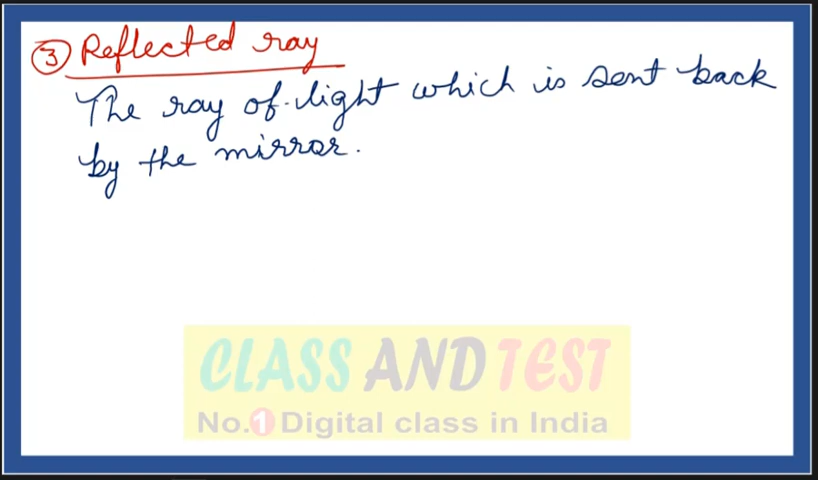 ③ Reflected ray
The ray of light which is sent back
by the mirror.
CLASS AND TEST
No.1 Digital class in India